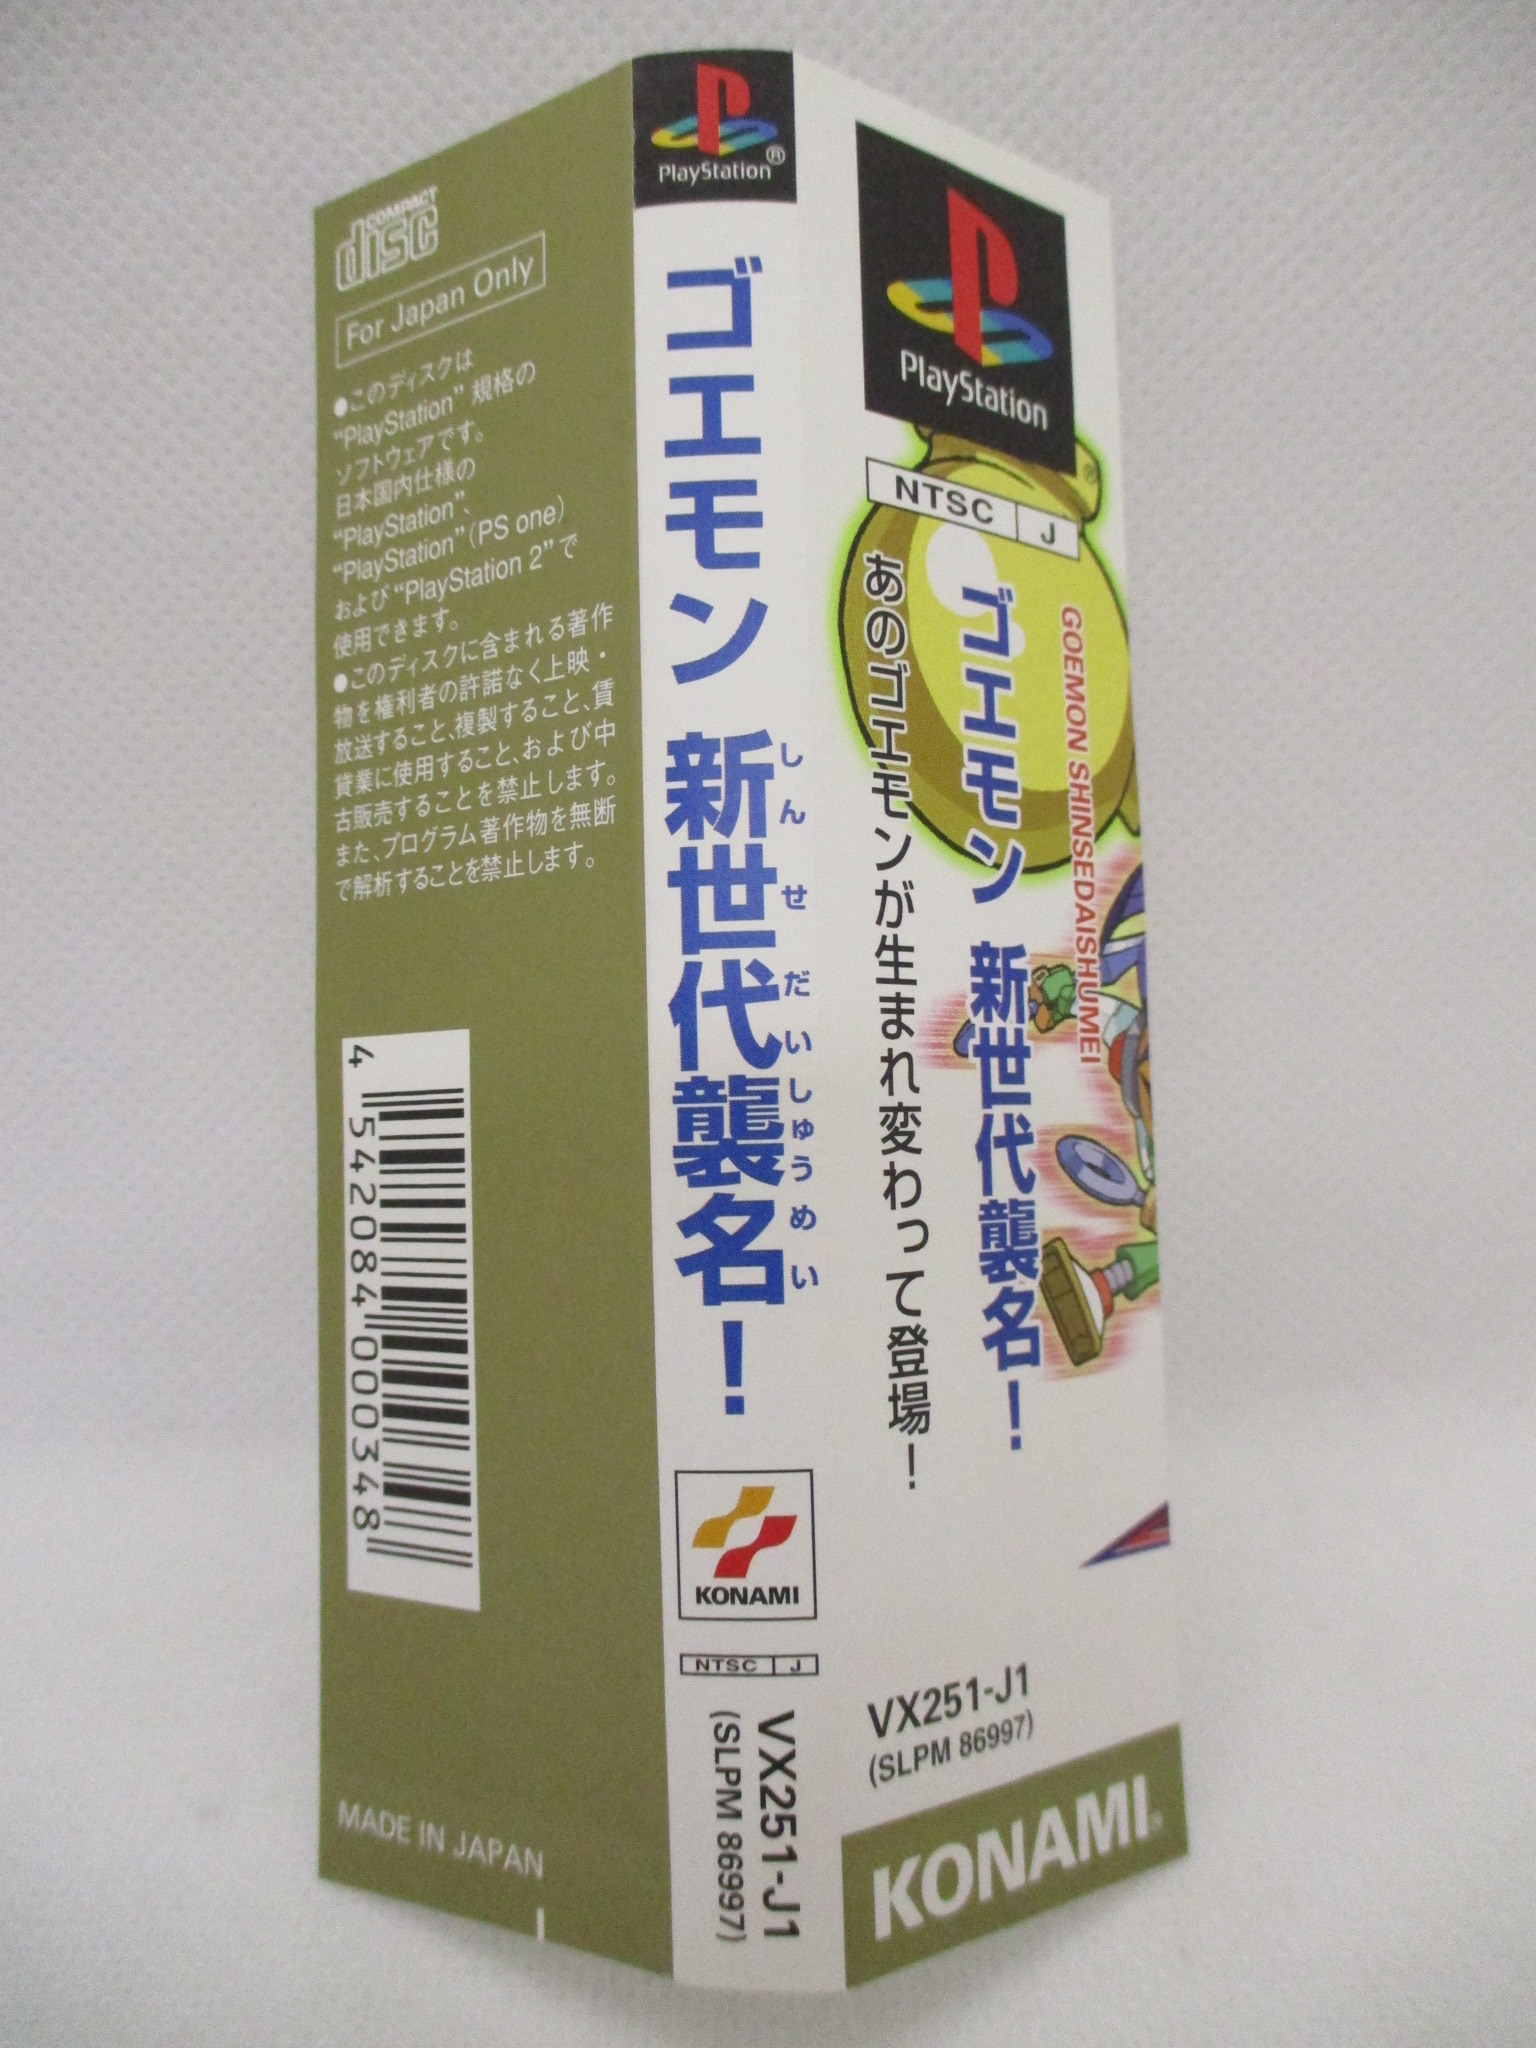 COMPACT
disc
For Japan Only
●このディスクは
“PlayStation” 規格の
ソフトウェアです。
日本国内仕様の
“PlayStation”、
“PlayStation”(PS one)
および“PlayStation 2”で
使用できます。
●このディスクに含まれる著作
物を権利者の許諾なく上映・
放送すること、複製すること、賃
貸業に使用すること、および中
古販売することを禁止します。
また、プログラム著作物を無断
で解析することを禁止します。
4 542084 000348
MADE IN JAPAN
PlayStation®
ゴエモン 新世代襲名!
しんせだいしゅうめい
KONAMI
NTSC J
VX251-J1
(SLPM 86997)
PlayStation
®
NTSC J
GOEMON SHINSEDAISHUMEI
ゴエモン 新世代襲名!
あのゴエモンが生まれ変わって登場!
VX251-J1
(SLPM 86997)
KONAMI®